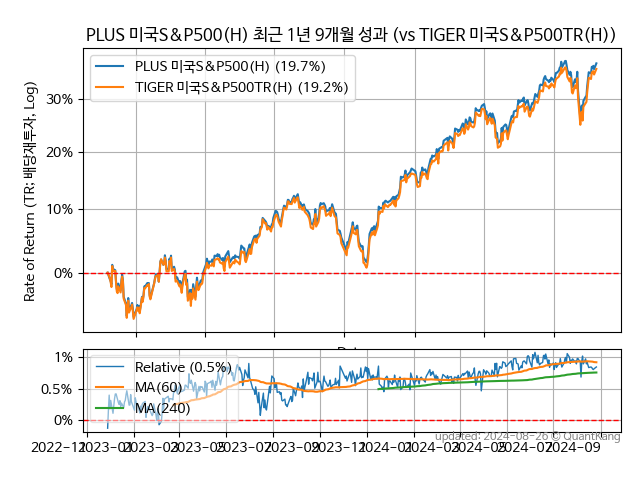 PLUS 미국S&P500(H) 최근 1년 9개월 성과 (vs TIGER 미국S&P500TR(H))
PLUS 미국S&P500(H) (19.7%)
TIGER 미국S&P500TR(H) (19.2%)
Rate of Return (TR: 배당재투자, Log)
30%
20%
10%
0%
Relative (0.5%)
MA(60)
MA(240)
1%
0.5%
0%
2022-11 2023-01 2023-03 2023-05 2023-07 2023-09 2023-11 2024-01 2024-03 2024-05 2024-07 2024-09
updated: 2024-08-26 © QuantKang